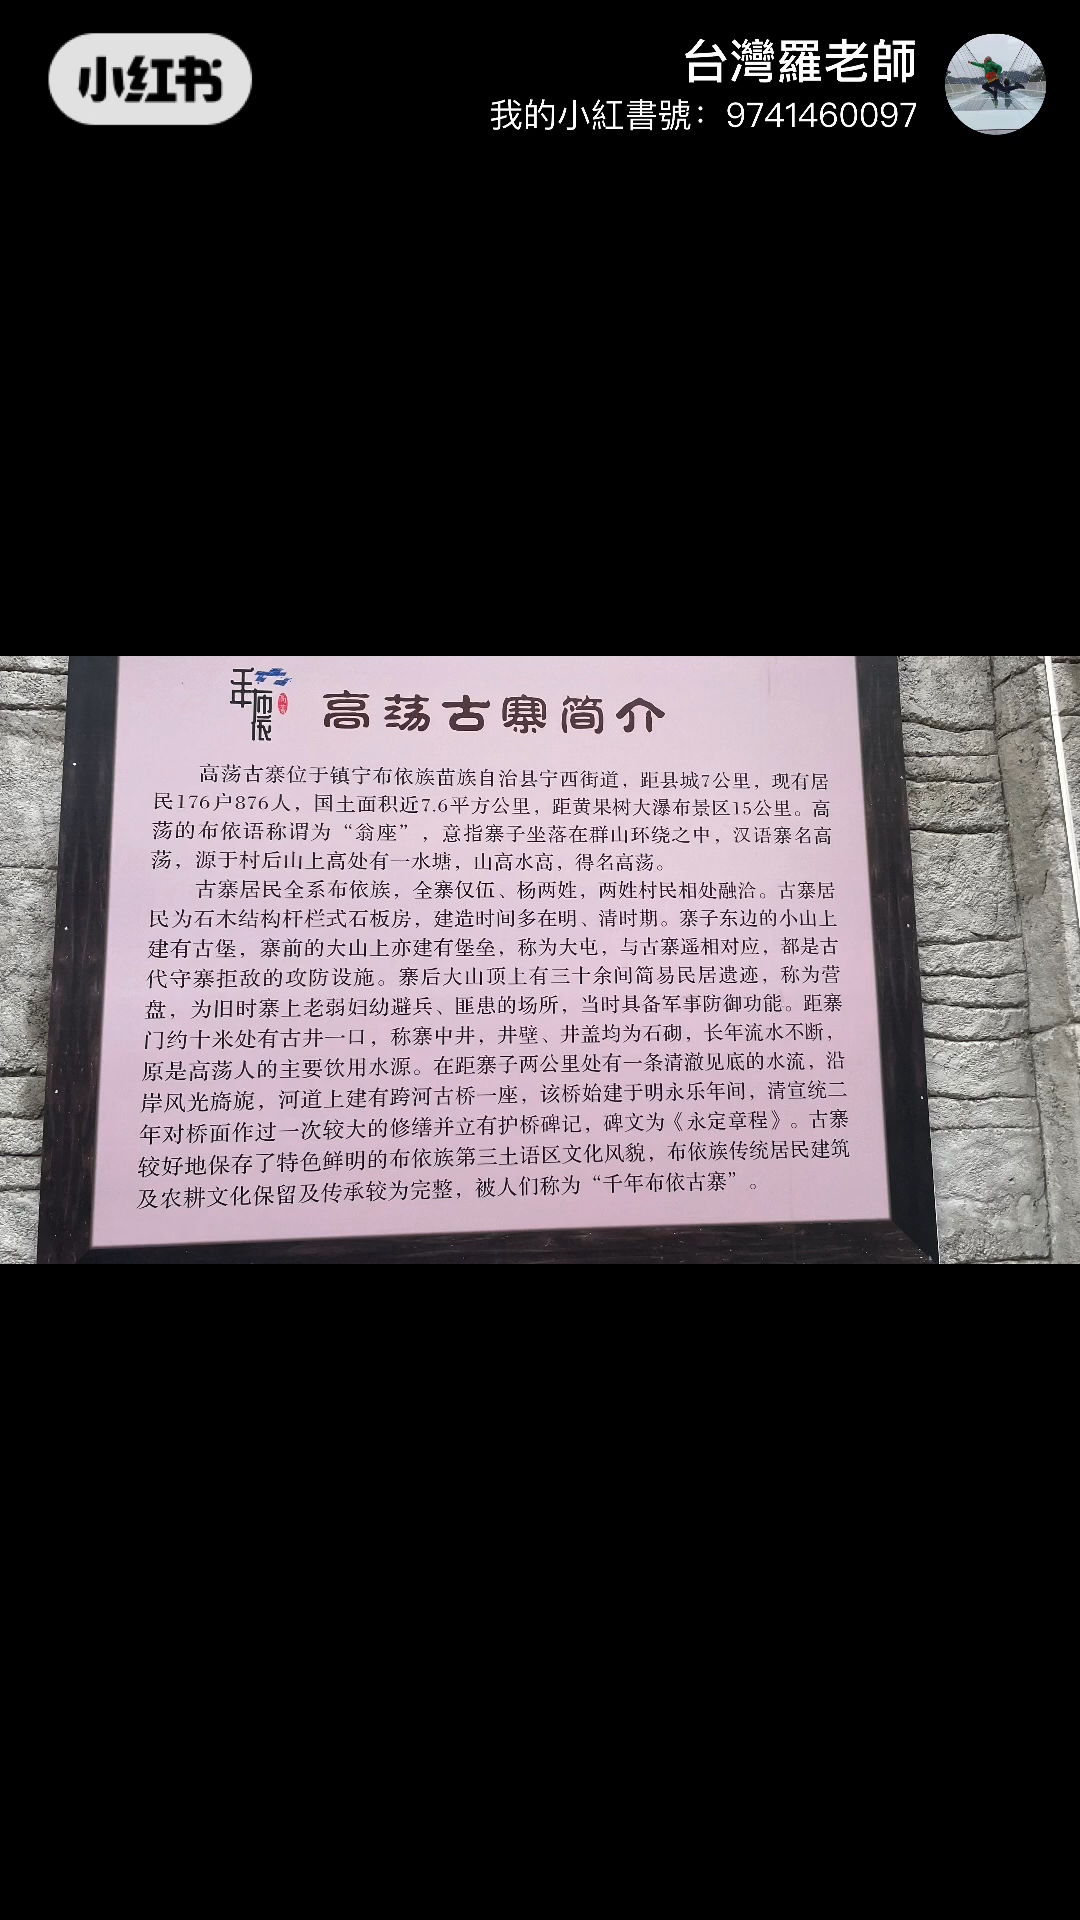 小红书
台灣羅老師
我的小紅書號：9741460097
千年布依
高荡古寨简介
高荡古寨位于镇宁布依族苗族自治县宁西街道，距县城7公里，现有居
民176户876人，国土面积近7.6平方公里，距黄果树大瀑布景区15公里。高
荡的布依语称谓为“翁座”，意指寨子坐落在群山环绕之中，汉语寨名高
荡，源于村后山上高处有一水塘，山高水高，得名高荡。
古寨居民全系布依族，全寨仅伍、杨两姓，两姓村民相处融洽。古寨居
民为石木结构杆栏式石板房，建造时间多在明、清时期。寨子东边的小山上
建有古堡，寨前的大山上亦建有堡垒，称为大屯，与古寨遥相对应，都是古
代守寨拒敌的攻防设施。寨后大山顶上有三十余间简易民居遗迹，称为营
盘，为旧时寨上老弱妇幼避兵、匪患的场所，当时具备军事防御功能。距寨
门约十米处有古井一口，称寨中井，井壁、井盖均为石砌，长年流水不断，
原是高荡人的主要饮用水源。在距寨子两公里处有一条清澈见底的水流，沿
岸风光旖旎，河道上建有跨河古桥一座，该桥始建于明永乐年间，清宣统二
年对桥面作过一次较大的修缮并立有护桥碑记，碑文为《永定章程》。古寨
较好地保存了特色鲜明的布依族第三土语区文化风貌，布依族传统居民建筑
及农耕文化保留及传承较为完整，被人们称为“千年布依古寨”。